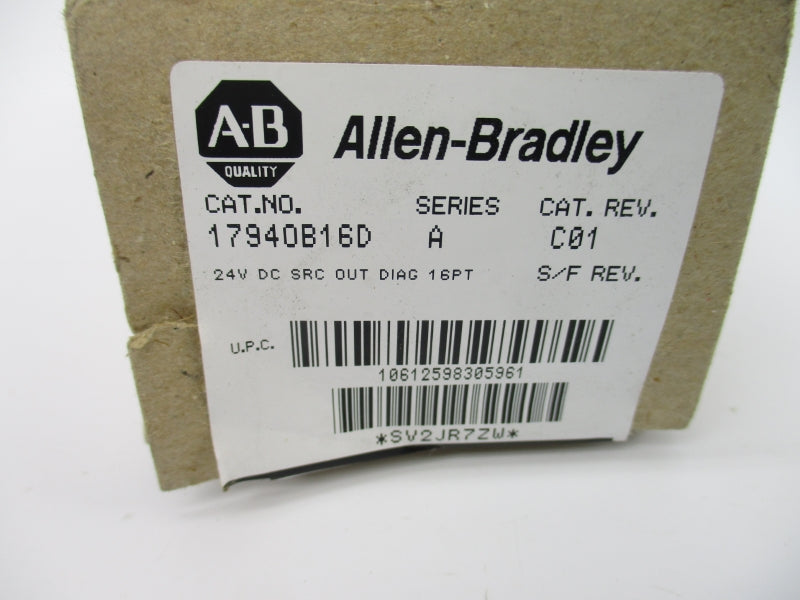 A-B
QUALITY
Allen-Bradley
CAT.NO. SERIES CAT. REV.
1794OB16D A C01
24V DC SRC OUT DIAG 16PT S/F REV.
U.P.C.
10612598305961
*SV2JR7ZW*